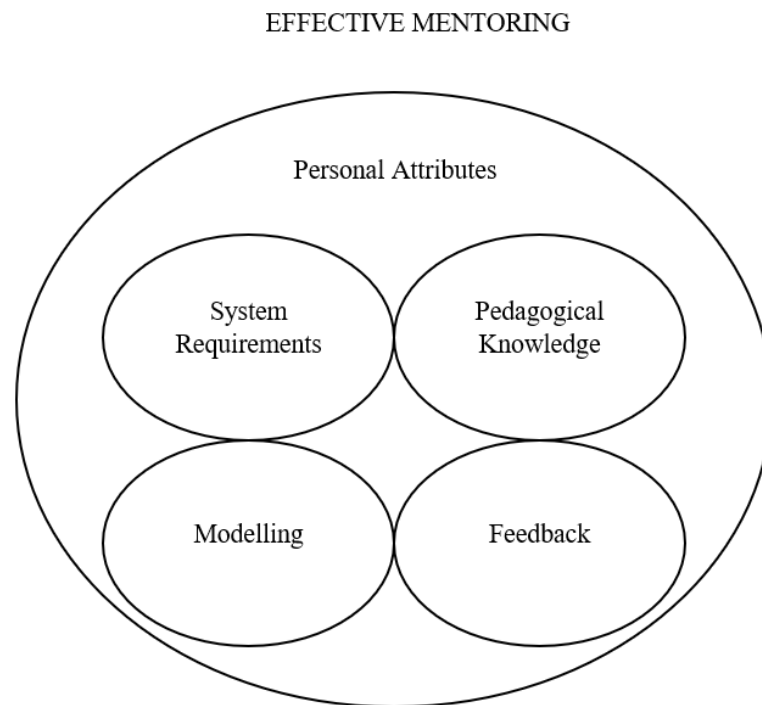 EFFECTIVE MENTORING
Personal Attributes
System
Requirements
Pedagogical
Knowledge
Modelling
Feedback